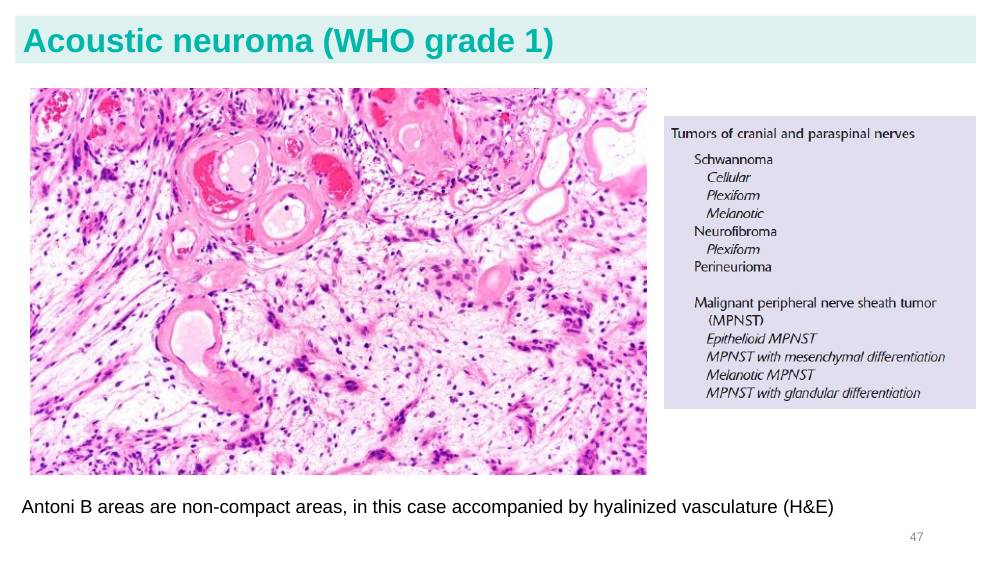 Acoustic neuroma (WHO grade 1)
Tumors of cranial and paraspinal nerves
Schwannoma
Cellular
Plexiform
Melanotic
Neurofibroma
Plexiform
Perineurioma
Malignant peripheral nerve sheath tumor
(MPNST)
Epithelioid MPNST
MPNST with mesenchymal differentiation
Melanotic MPNST
MPNST with glandular differentiation
Antoni B areas are non-compact areas, in this case accompanied by hyalinized vasculature (H&E)
47